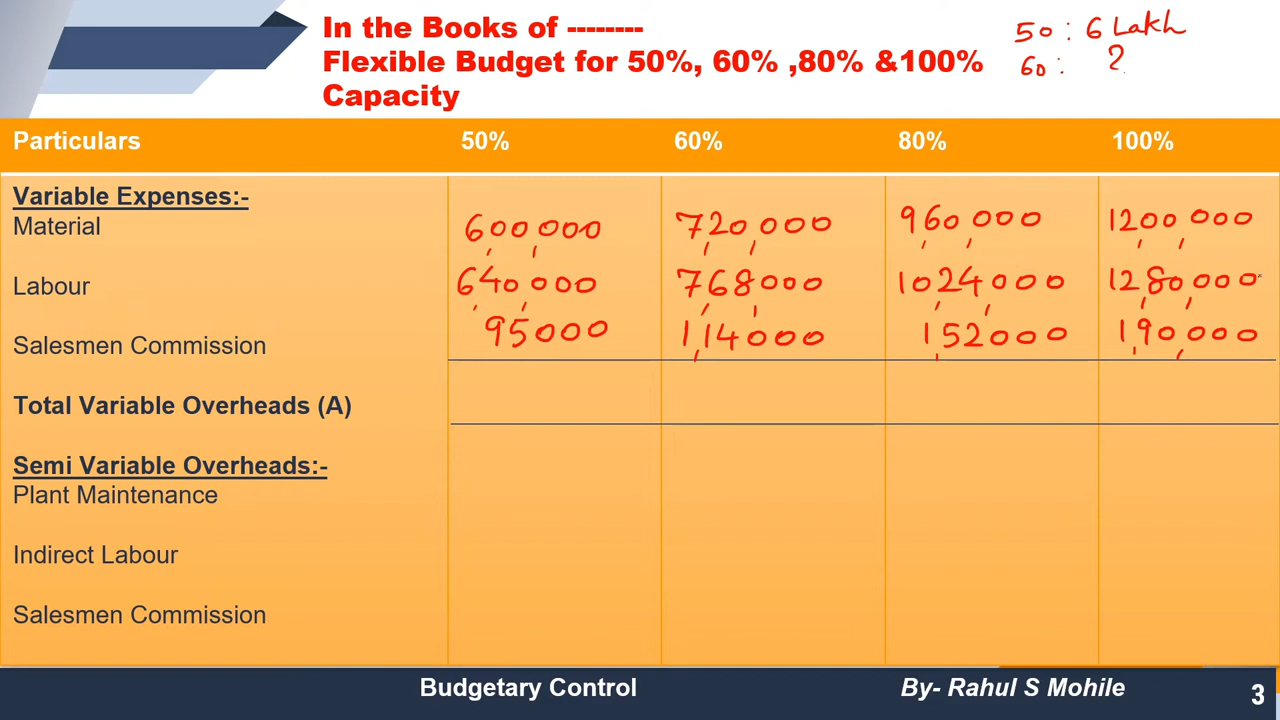 In the Books of --------
Flexible Budget for 50%, 60% ,80% &100%
Capacity
50 : 6 Lakh
60 : ?
Particulars 50% 60% 80% 100%
Variable Expenses:-
Material 600000 720000 960000 1200000
Labour 640000 768000 1024000 1280000
Salesmen Commission 95000 114000 152000 190000
Total Variable Overheads (A)
Semi Variable Overheads:-
Plant Maintenance
Indirect Labour
Salesmen Commission
Budgetary Control By- Rahul S Mohile 3